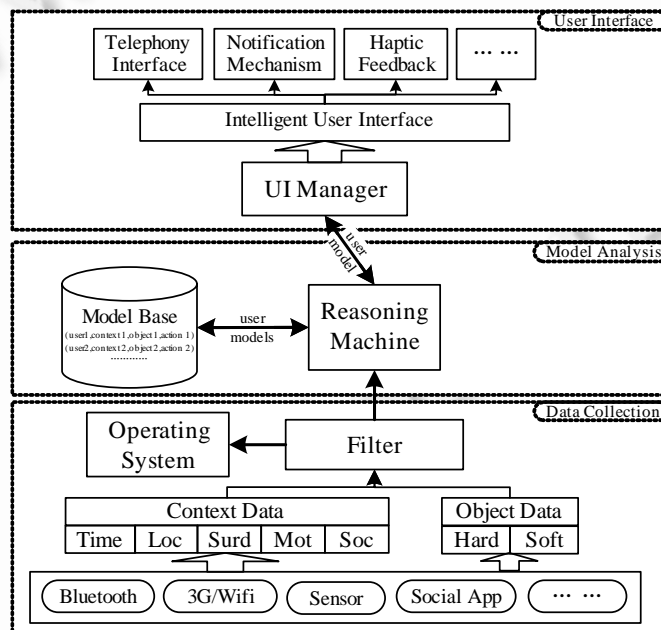 User Interface
Telephony
Interface
Notification
Mechanism
Haptic
Feedback
... ...
Intelligent User Interface
UI Manager
user
model
Model Analysis
Model Base
(user1,context1,object1,action 1)
(user2,context2,object2,action 2)
............
user
models
Reasoning
Machine
Data Collection
Operating
System
Filter
Context Data
Time Loc Surd Mot Soc
Object Data
Hard Soft
Bluetooth 3G/Wifi Sensor Social App ... ...